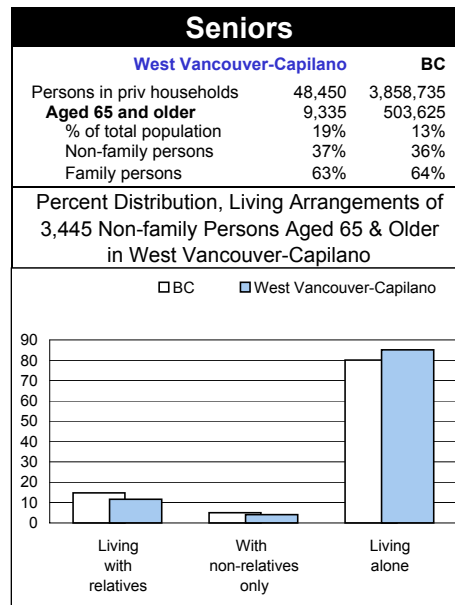 Seniors
West Vancouver-Capilano BC
Persons in priv households 48,450 3,858,735
Aged 65 and older 9,335 503,625
% of total population 19% 13%
Non-family persons 37% 36%
Family persons 63% 64%
Percent Distribution, Living Arrangements of
3,445 Non-family Persons Aged 65 & Older
in West Vancouver-Capilano
BC West Vancouver-Capilano
90
80
70
60
50
40
30
20
10
0
Living
with
relatives
With
non-relatives
only
Living
alone